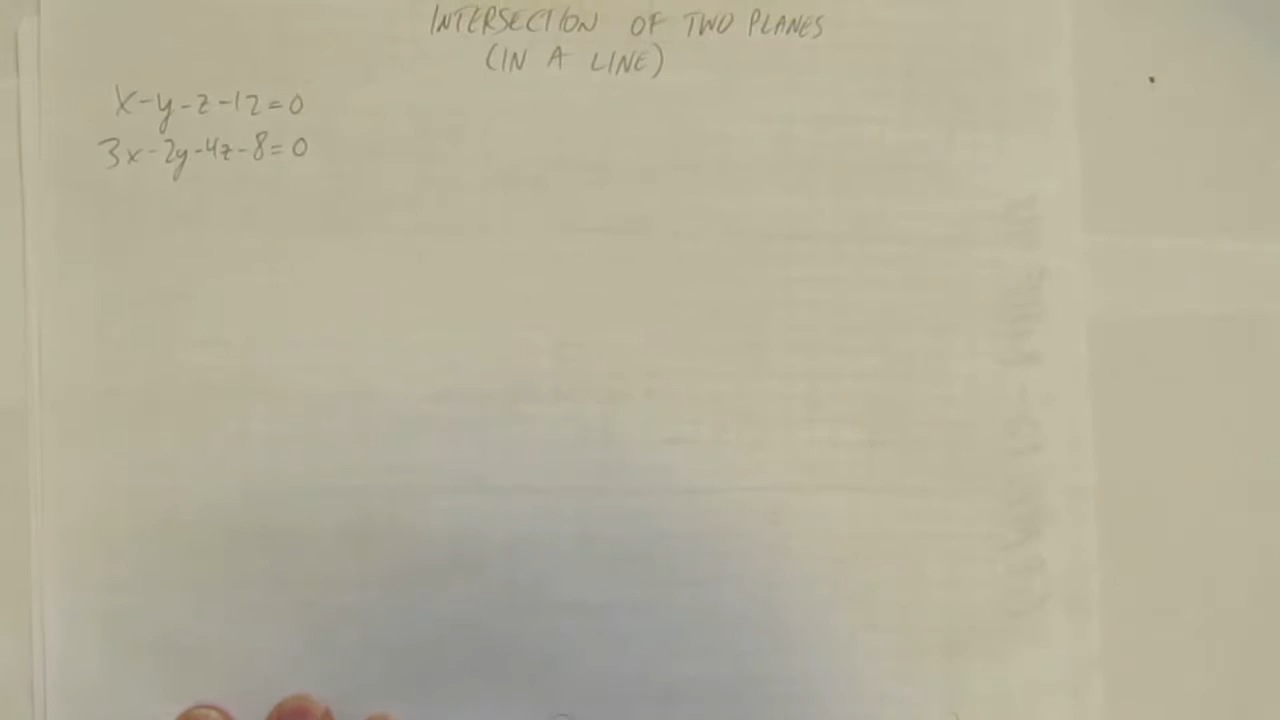 INTERSECTION OF TWO PLANES
(IN A LINE)
x-y-z-12=0
3x-2y-4z-8=0